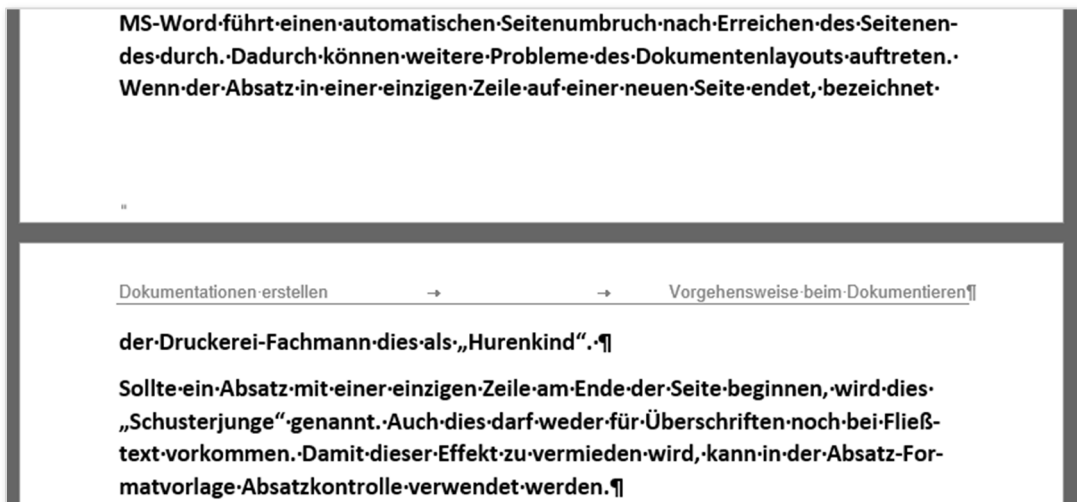 MS-Word führt einen automatischen Seitenumbruch nach Erreichen des Seitenen-
des durch. Dadurch können weitere Probleme des Dokumentenlayouts auftreten.
Wenn der Absatz in einer einzigen Zeile auf einer neuen Seite endet, bezeichnet
Dokumentationen erstellen → → Vorgehensweise beim Dokumentieren¶
der Druckerei-Fachmann dies als „Hurenkind“. ¶
Sollte ein Absatz mit einer einzigen Zeile am Ende der Seite beginnen, wird dies
„Schusterjunge“ genannt. Auch dies darf weder für Überschriften noch bei Fließ-
text vorkommen. Damit dieser Effekt zu vermieden wird, kann in der Absatz-For-
matvorlage Absatzkontrolle verwendet werden.¶